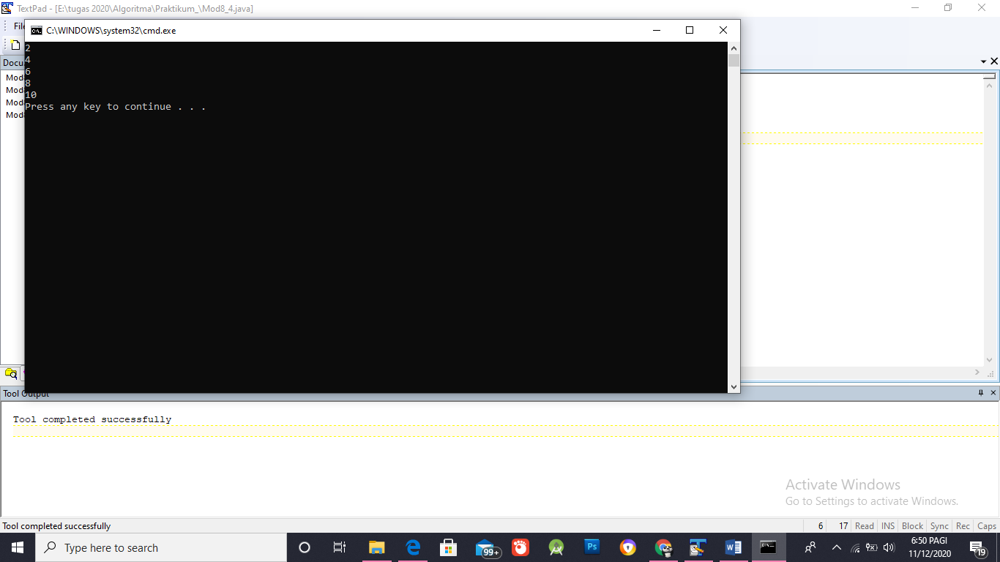 TextPad - [E:\tugas 2020\Algoritma\Praktikum_\Mod8_4.java]
File
C:\WINDOWS\system32\cmd.exe
2
4
6
8
10
Press any key to continue . . .
Docu
Mod
Mod
Mod
Mod
Tool Output
Tool completed successfully
Activate Windows
Go to Settings to activate Windows.
Tool completed successfully
6 17 Read INS Block Sync Rec Caps
Type here to search
99+
Ps
6:50 PAGI
11/12/2020
19